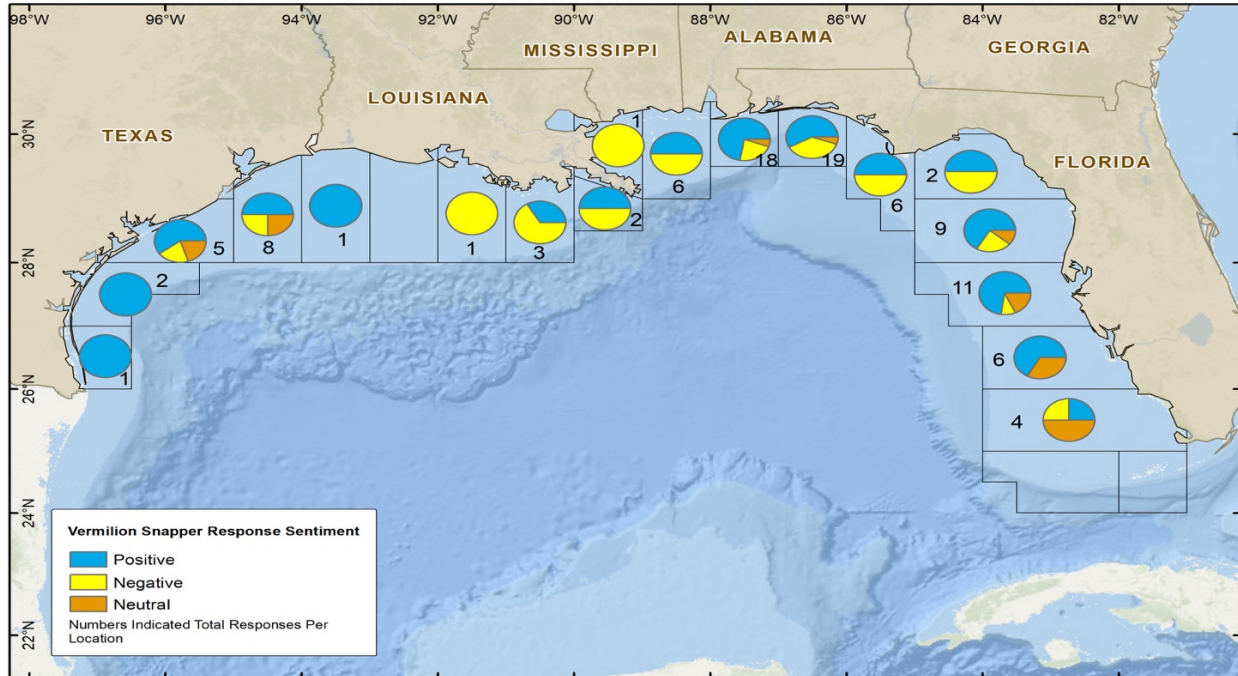 98°W 96°W 94°W 92°W 90°W 88°W 86°W 84°W 82°W
MISSISSIPPI
ALABAMA
GEORGIA
LOUISIANA
TEXAS
FLORIDA
30°N
28°N
26°N
24°N
22°N
1
18
19
6
2
6
9
5
8
1
1
3
2
2
11
1
6
4
Vermilion Snapper Response Sentiment
Positive
Negative
Neutral
Numbers Indicated Total Responses Per
Location